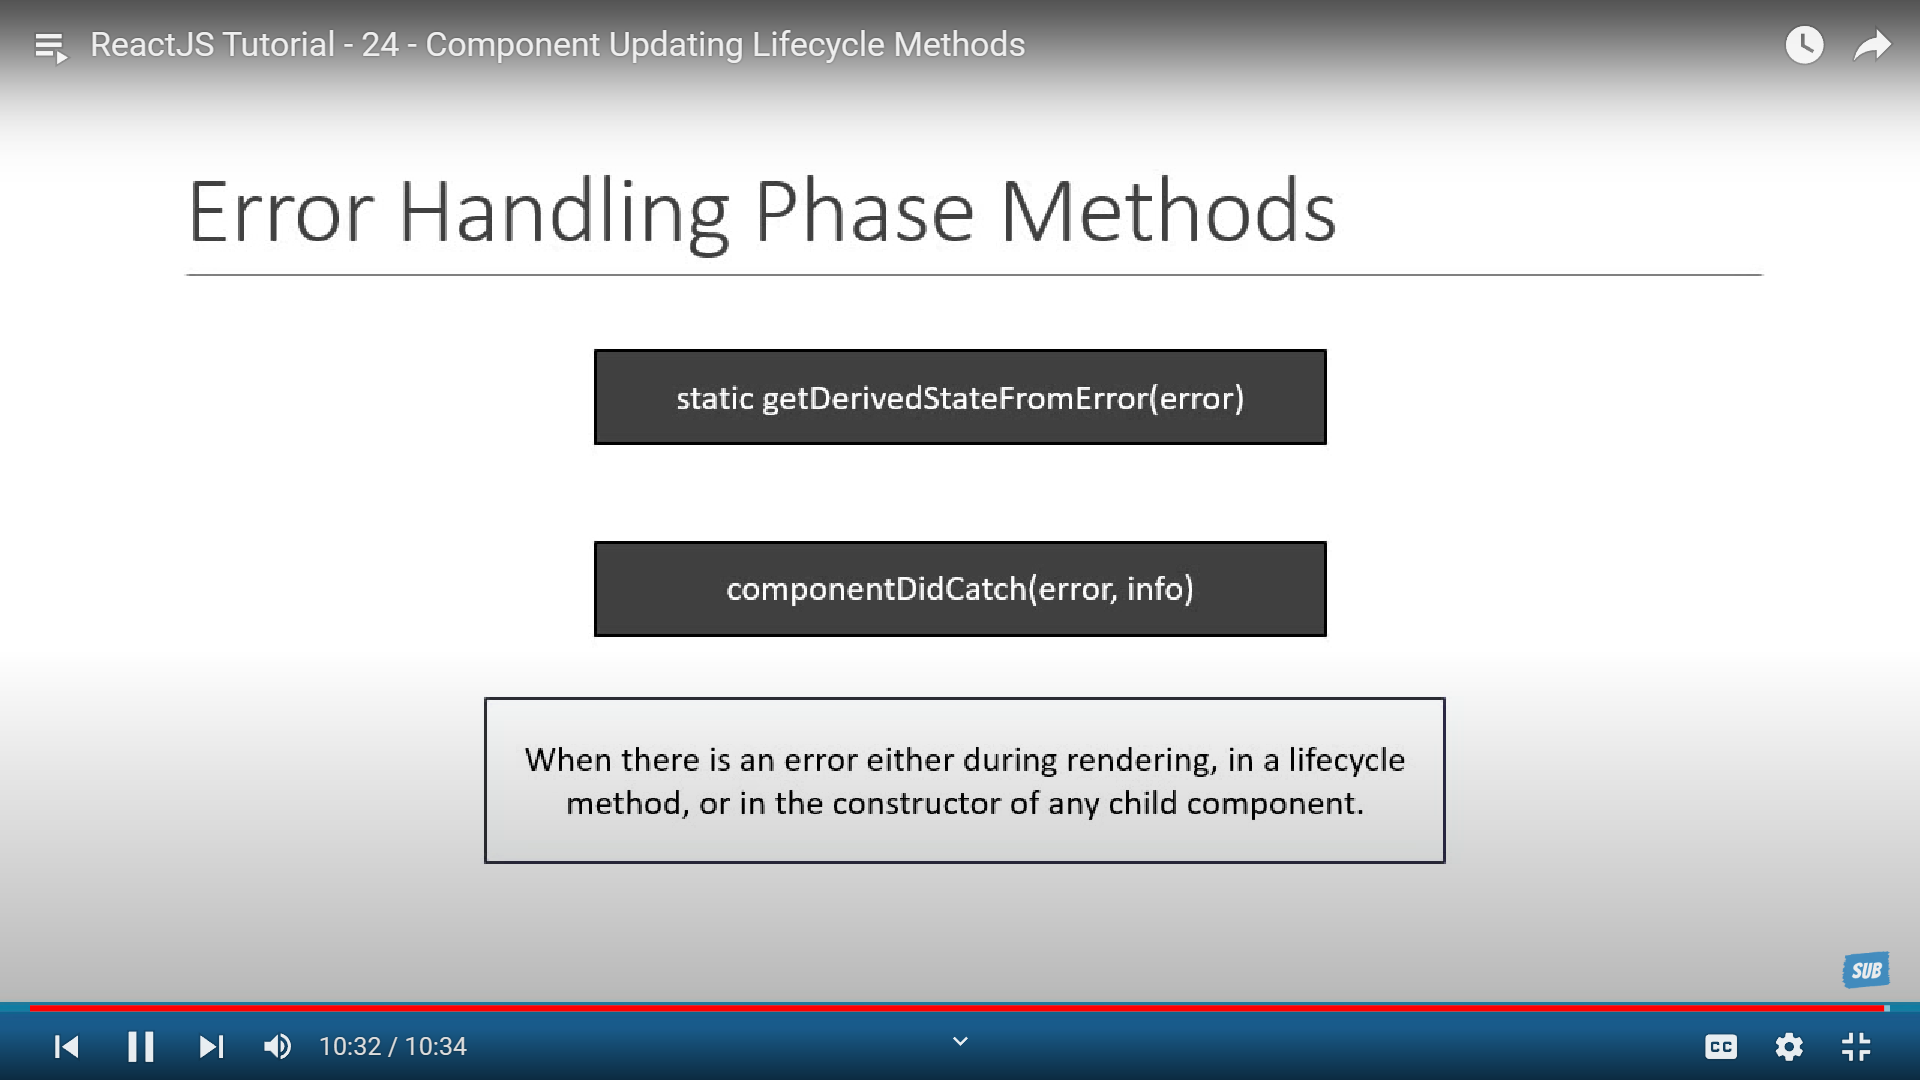 ReactJS Tutorial - 24 - Component Updating Lifecycle Methods
Error Handling Phase Methods
static getDerivedStateFromError(error)
componentDidCatch(error, info)
When there is an error either during rendering, in a lifecycle
method, or in the constructor of any child component.
SUB
10:32 / 10:34
CC